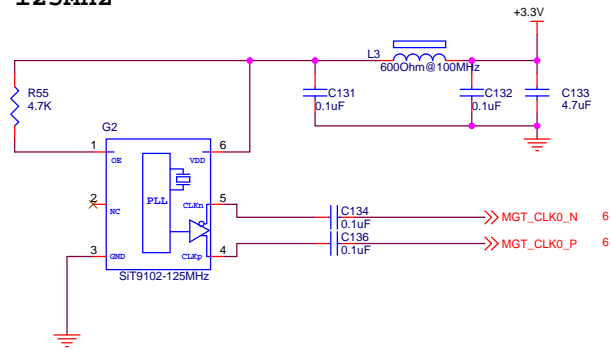 125MHz
+3.3V
L3
600Ohm@100MHz
R55
4.7K
C131
0.1uF
C132
0.1uF
C133
4.7uF
G2
1
OE
VDD
6
2
NC
PLL
CLKn
5
3
GND
CLKp
4
SiT9102-125MHz
C134
0.1uF
MGT_CLK0_N
6
C136
0.1uF
MGT_CLK0_P
6